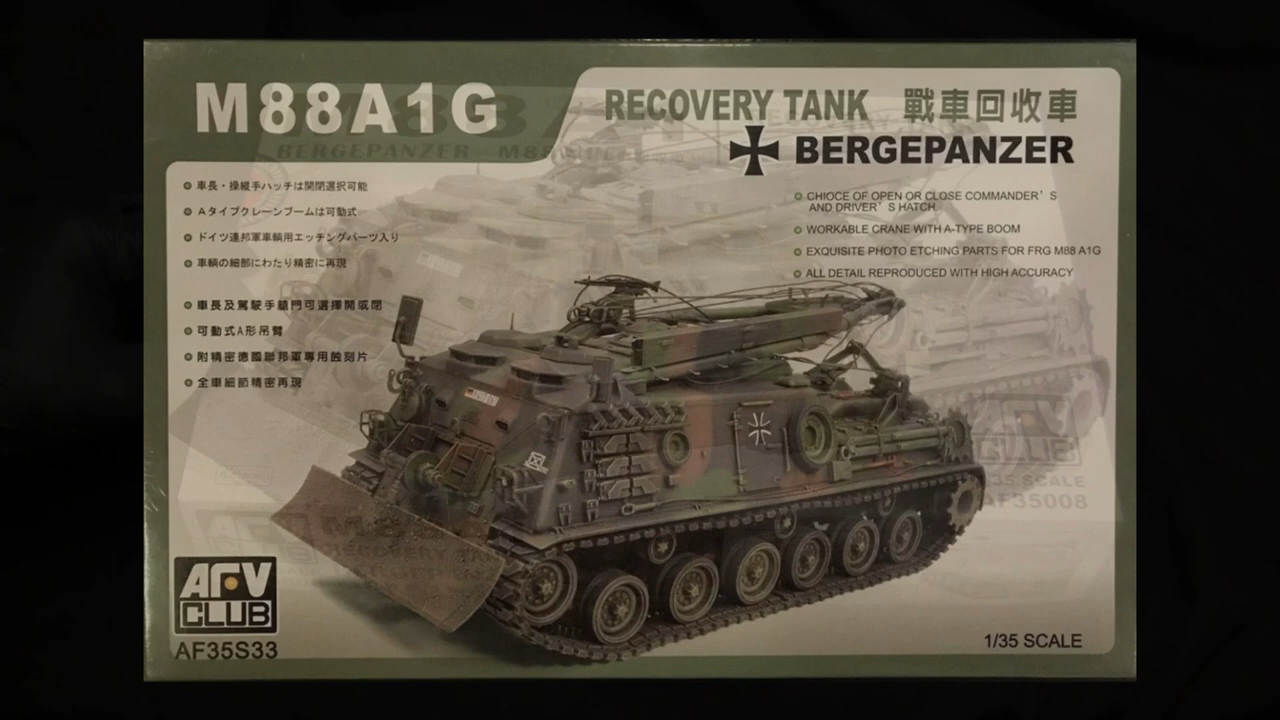 M88A1G
RECOVERY TANK 戰車回收車
BERGEPANZER
車長・操縦手ハッチは開閉選択可能
Aタイプクレーンブームは可動式
ドイツ連邦軍車輌用エッチングパーツ入り
車輌の細部にわたり精密に再現
車長及駕駛手艙門可選擇開或閉
可動式A形吊臂
附精密德國聯邦軍專用蝕刻片
全車細節精密再現
CHIOCE OF OPEN OR CLOSE COMMANDER'S
AND DRIVER'S HATCH
WORKABLE CRANE WITH A-TYPE BOOM
EXQUISITE PHOTO ETCHING PARTS FOR FRG M88 A1G
ALL DETAIL REPRODUCED WITH HIGH ACCURACY
AFV
CLUB
35 SCALE
AF35008
AFV
CLUB
AF35S33
1/35 SCALE